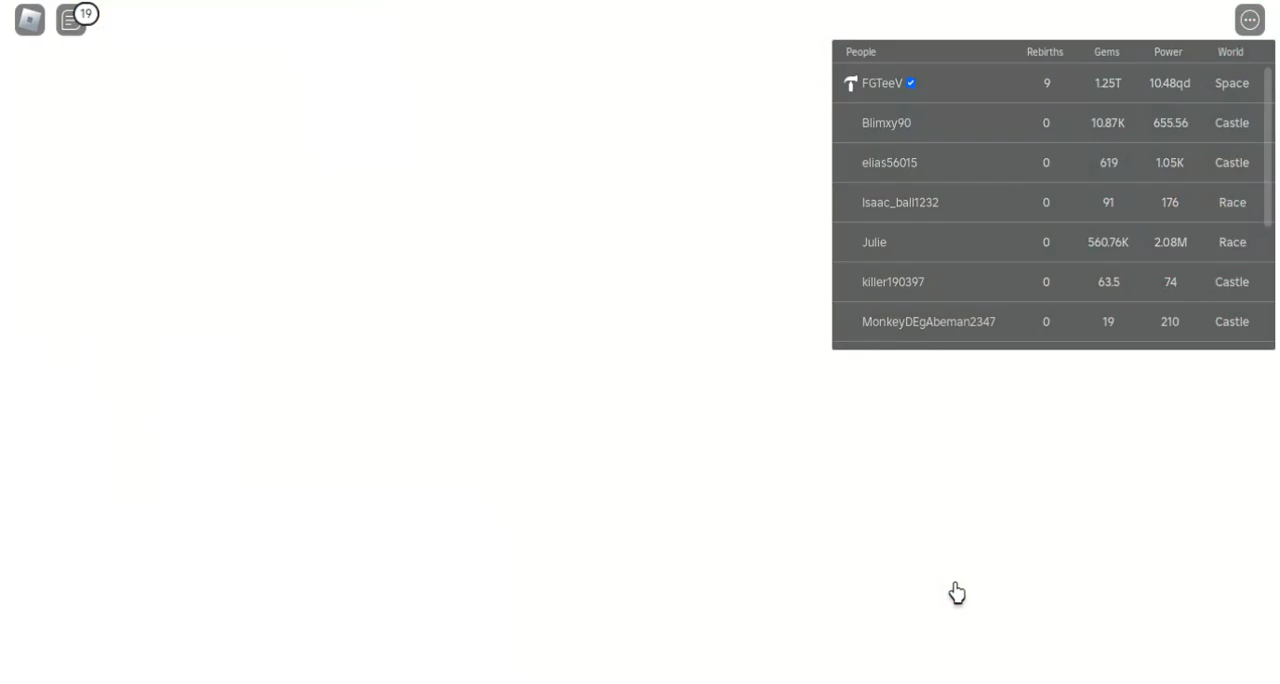 19
People Rebirths Gems Power World
FGTeeV 9 1.25T 10.48qd Space
Blimxy90 0 10.87K 655.56 Castle
elias56015 0 619 1.05K Castle
Isaac_ball1232 0 91 176 Race
Julie 0 560.76K 2.08M Race
killer190397 0 63.5 74 Castle
MonkeyDEgAbeman2347 0 19 210 Castle